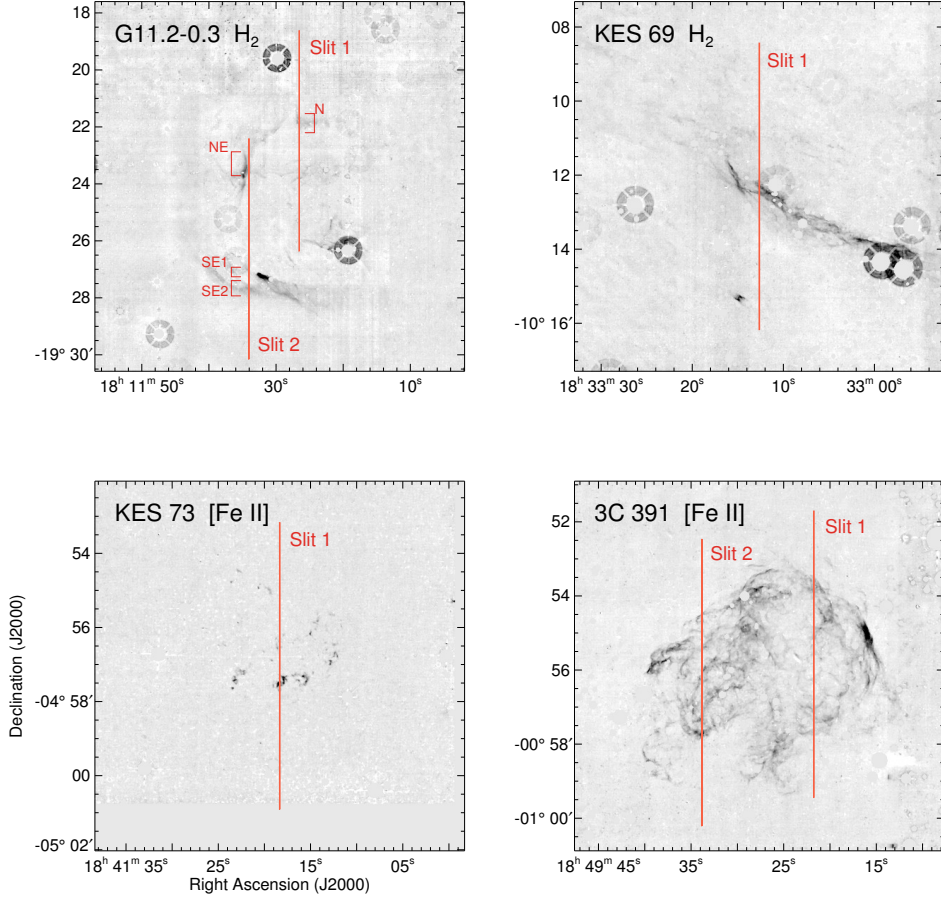 G11.2-0.3 H₂
Slit 1
N
NE
SE1
SE2
Slit 2
18
20
22
24
26
28
-19° 30′
18ʰ 11ᵐ 50ˢ
30ˢ
10ˢ
KES 69 H₂
Slit 1
08
10
12
14
-10° 16′
18ʰ 33ᵐ 30ˢ
20ˢ
10ˢ
33ᵐ 00ˢ
KES 73 [Fe II]
Slit 1
54
56
-04° 58′
00
-05° 02′
18ʰ 41ᵐ 35ˢ
25ˢ
15ˢ
05ˢ
Declination (J2000)
Right Ascension (J2000)
3C 391 [Fe II]
Slit 1
Slit 2
52
54
56
-00° 58′
-01° 00′
18ʰ 49ᵐ 45ˢ
35ˢ
25ˢ
15ˢ